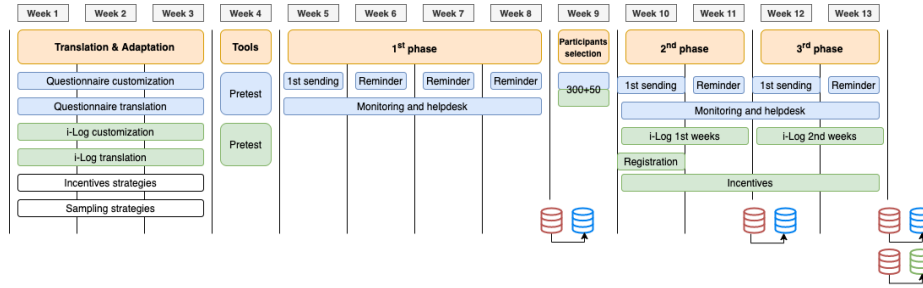 Week 1 Week 2 Week 3 Week 4 Week 5 Week 6 Week 7 Week 8 Week 9 Week 10 Week 11 Week 12 Week 13
Translation & Adaptation
Tools
1st phase
Participants
selection
2nd phase
3rd phase
Questionnaire customization
Pretest
1st sending Reminder Reminder Reminder
300+50
1st sending Reminder 1st sending Reminder
Questionnaire translation
Monitoring and helpdesk
Monitoring and helpdesk
i-Log customization
Pretest
i-Log 1st weeks
i-Log 2nd weeks
i-Log translation
Registration
Incentives strategies
Incentives
Sampling strategies